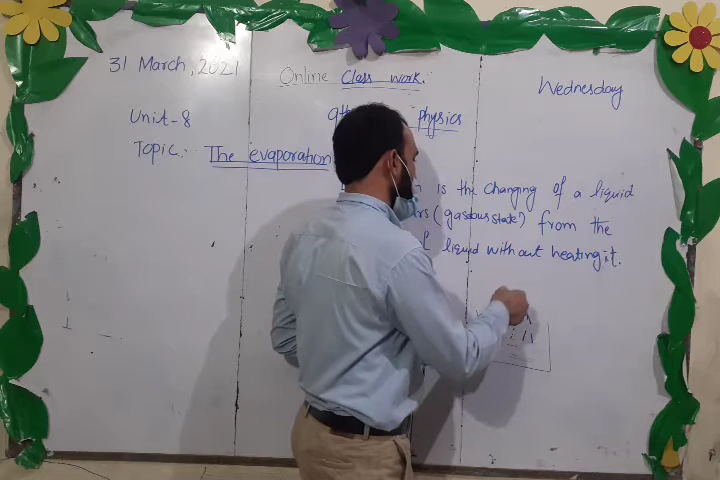 31 March, 2021
Online Class work.
Wednesday
Unit-8
9th physics
Topic:- The evaporation
is the changing of a liquid
(gaseous state) from the
liquid without heating it.